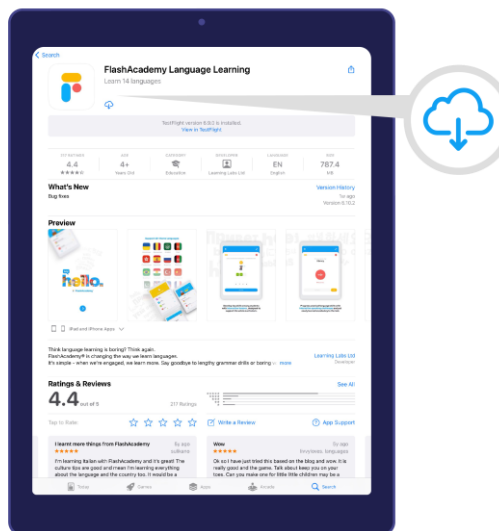 Search
FlashAcademy Language Learning
Learn 14 languages
TestFlight version 6.9.0 is installed.
View in TestFlight
4.4
4+
EN
787.4
Years Old
Education
Learning Labs Ltd
English
MB
What's New
Version History
Bug fixes
1w ago
Version 6.10.2
Preview
hello.
iPad and iPhone Apps
Think language learning is boring? Think again.
FlashAcademy® is changing the way we learn languages.
It's simple – when we're engaged, we learn more. Say goodbye to lengthy grammar drills or boring
more
Learning Labs Ltd
Developer
Ratings & Reviews
See All
4.4 out of 5
217 Ratings
Tap to Rate:
Write a Review
App Support
I learnt more things from FlashAcademy
6y ago
Wow
6y ago
I'm learning Italian with FlashAcademy and it's great! The
culture tips are good and mean I'm learning everything
about the language and the country too. It would be a
Ok so I have just tried this based on the blog and wow. It is
really good and the game. Talk about keep you on your
toes. Can you make one for little little children may be a
Today
Games
Apps
Arcade
Search